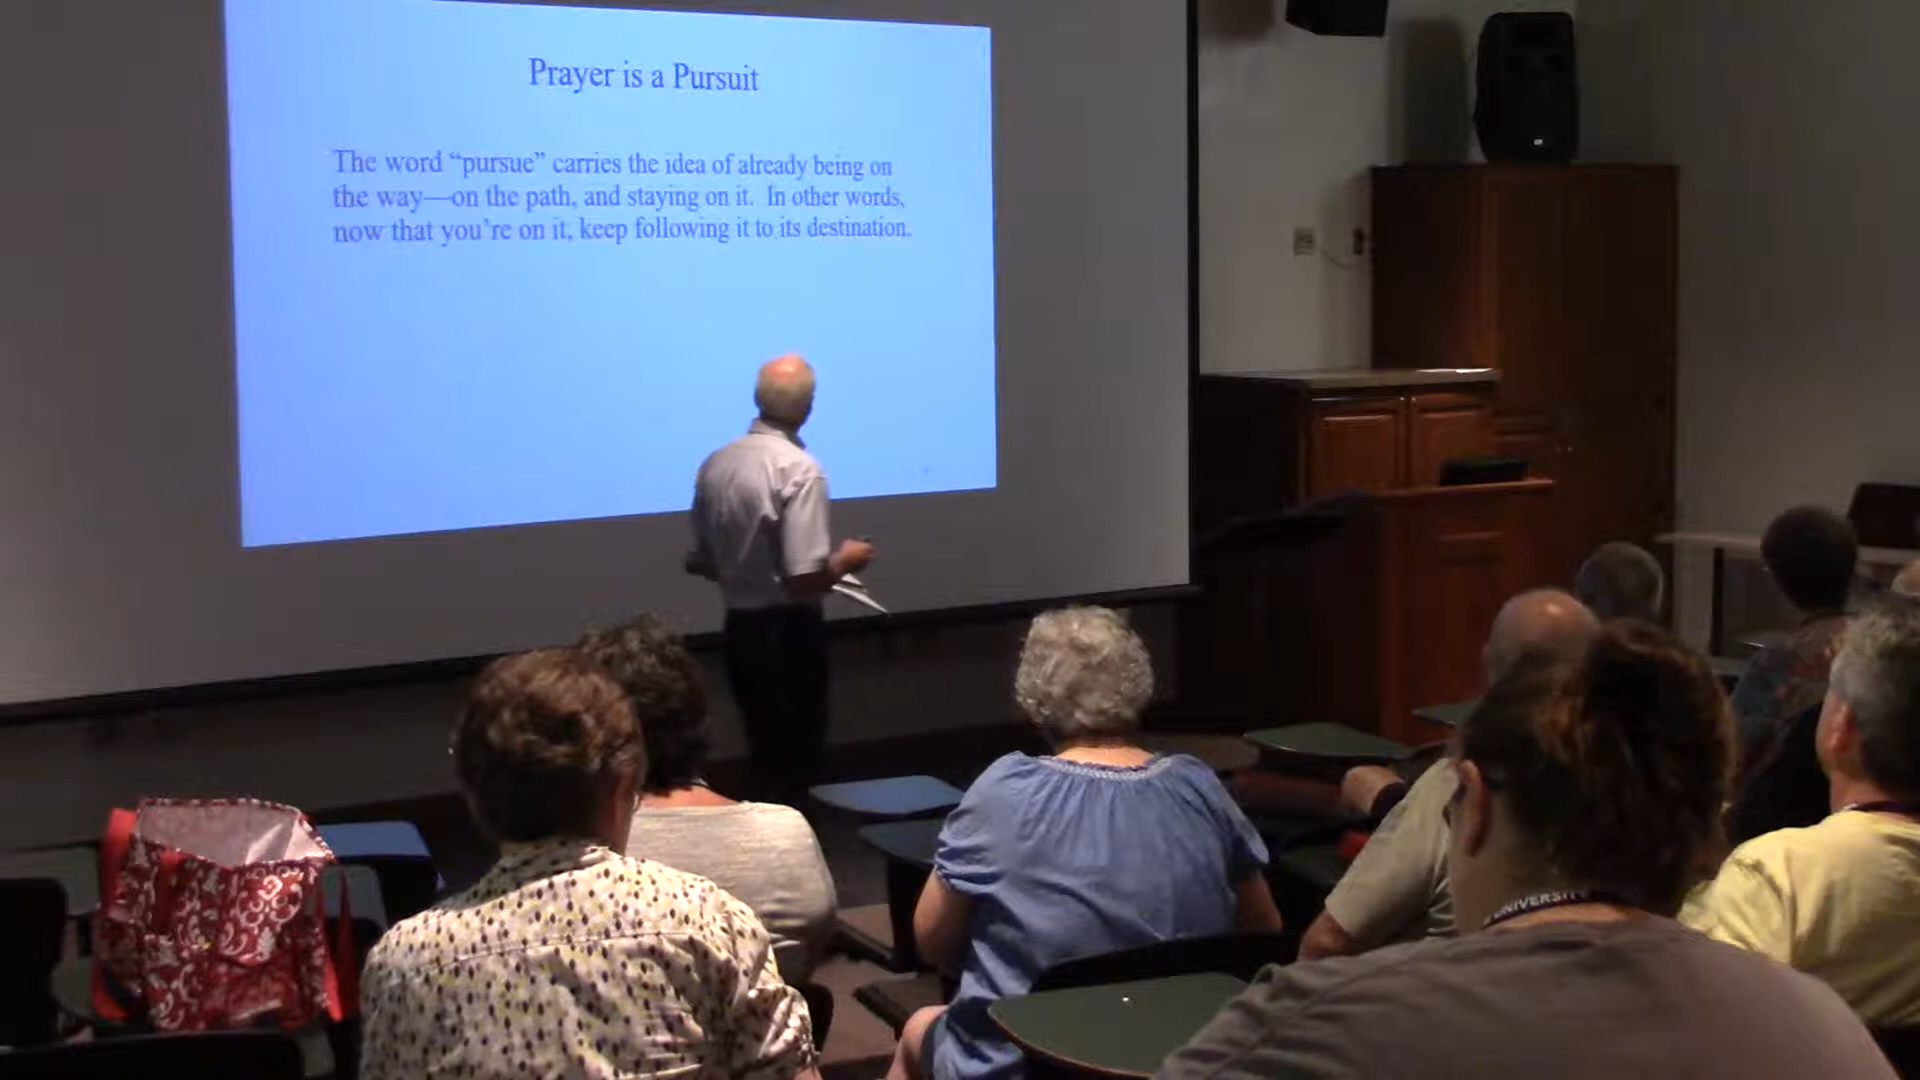 Prayer is a Pursuit
The word “pursue” carries the idea of already being on
the way—on the path, and staying on it.  In other words,
now that you’re on it, keep following it to its destination.
UNIVERSITY